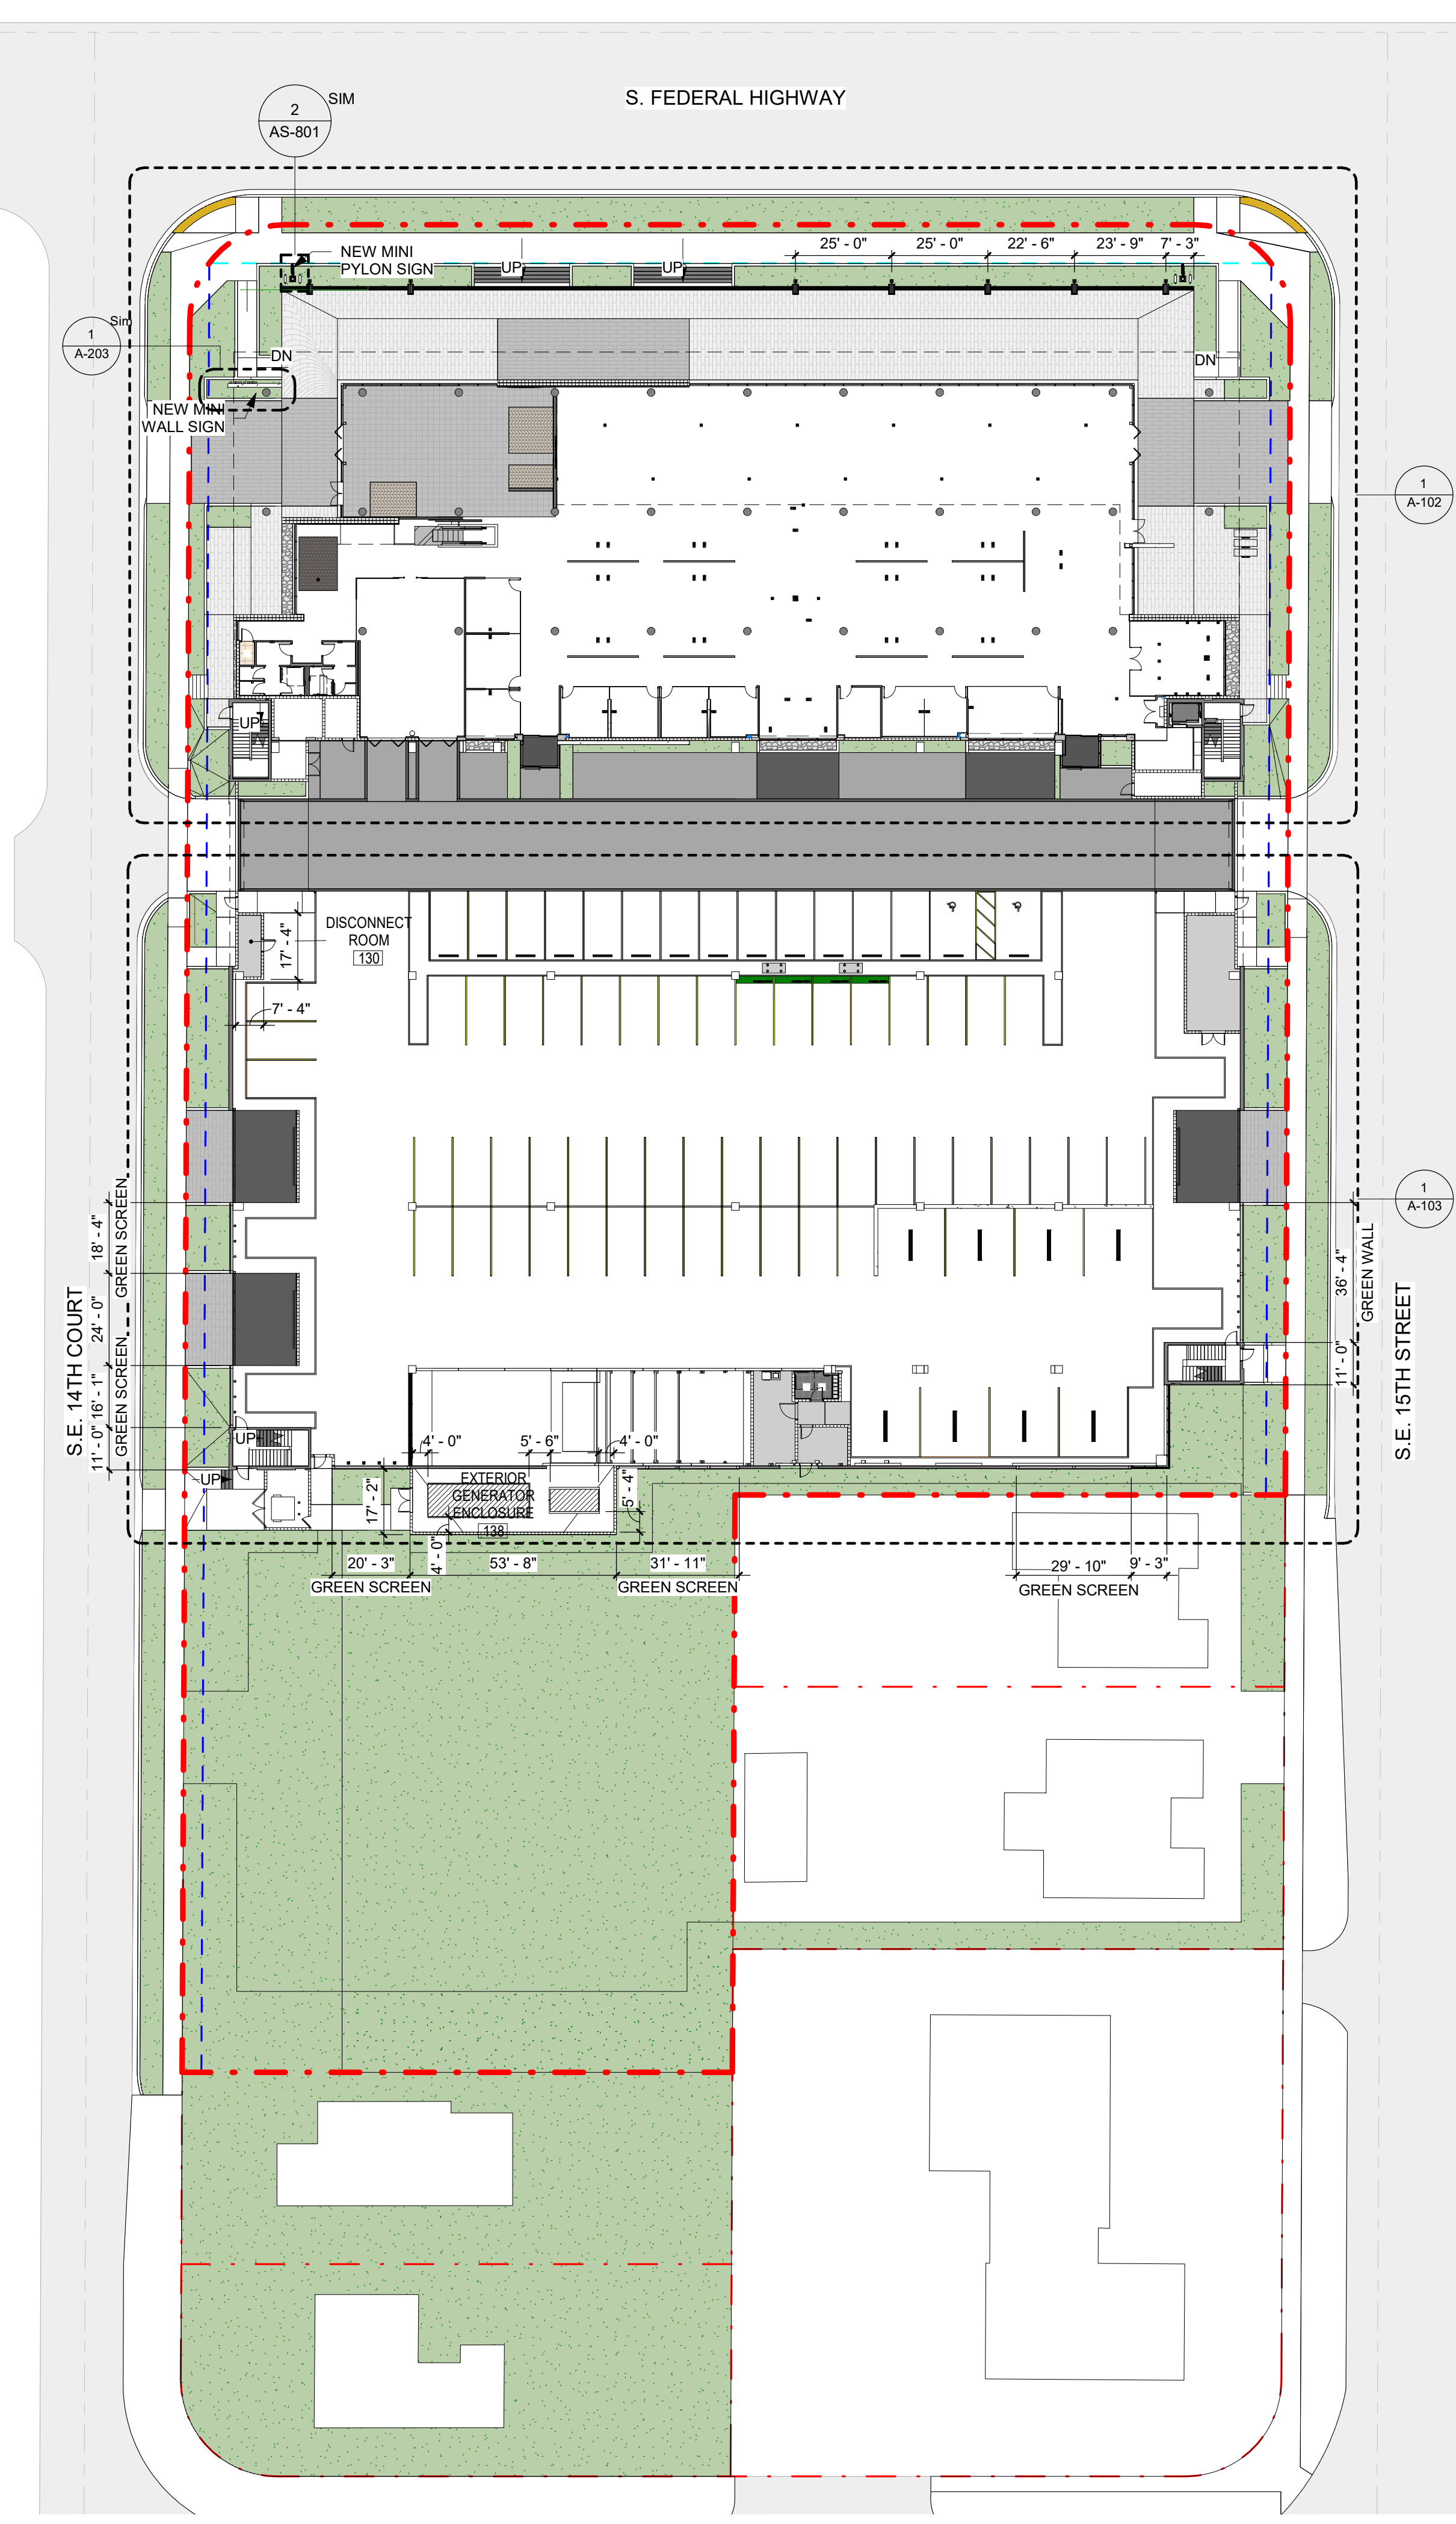 S. FEDERAL HIGHWAY
2
AS-801
SIM
NEW MINI
PYLON SIGN
UP
UP
25' - 0"
25' - 0"
22' - 6"
23' - 9"
7' - 3"
1
A-203
Sim
DN
DN
NEW MINI
WALL SIGN
1
A-102
UP
DISCONNECT
ROOM
130
17' - 4"
7' - 4"
18' - 4"
GREEN SCREEN
24' - 0"
16' - 1"
GREEN SCREEN
11' - 0"
S.E. 14TH COURT
1
A-103
36' - 4"
GREEN WALL
11' - 0"
S.E. 15TH STREET
UP
UP
4' - 0"
5' - 6"
4' - 0"
EXTERIOR
GENERATOR
ENCLOSURE
138
17' - 2"
5' - 4"
4' - 0"
20' - 3"
53' - 8"
31' - 11"
29' - 10"
9' - 3"
GREEN SCREEN
GREEN SCREEN
GREEN SCREEN